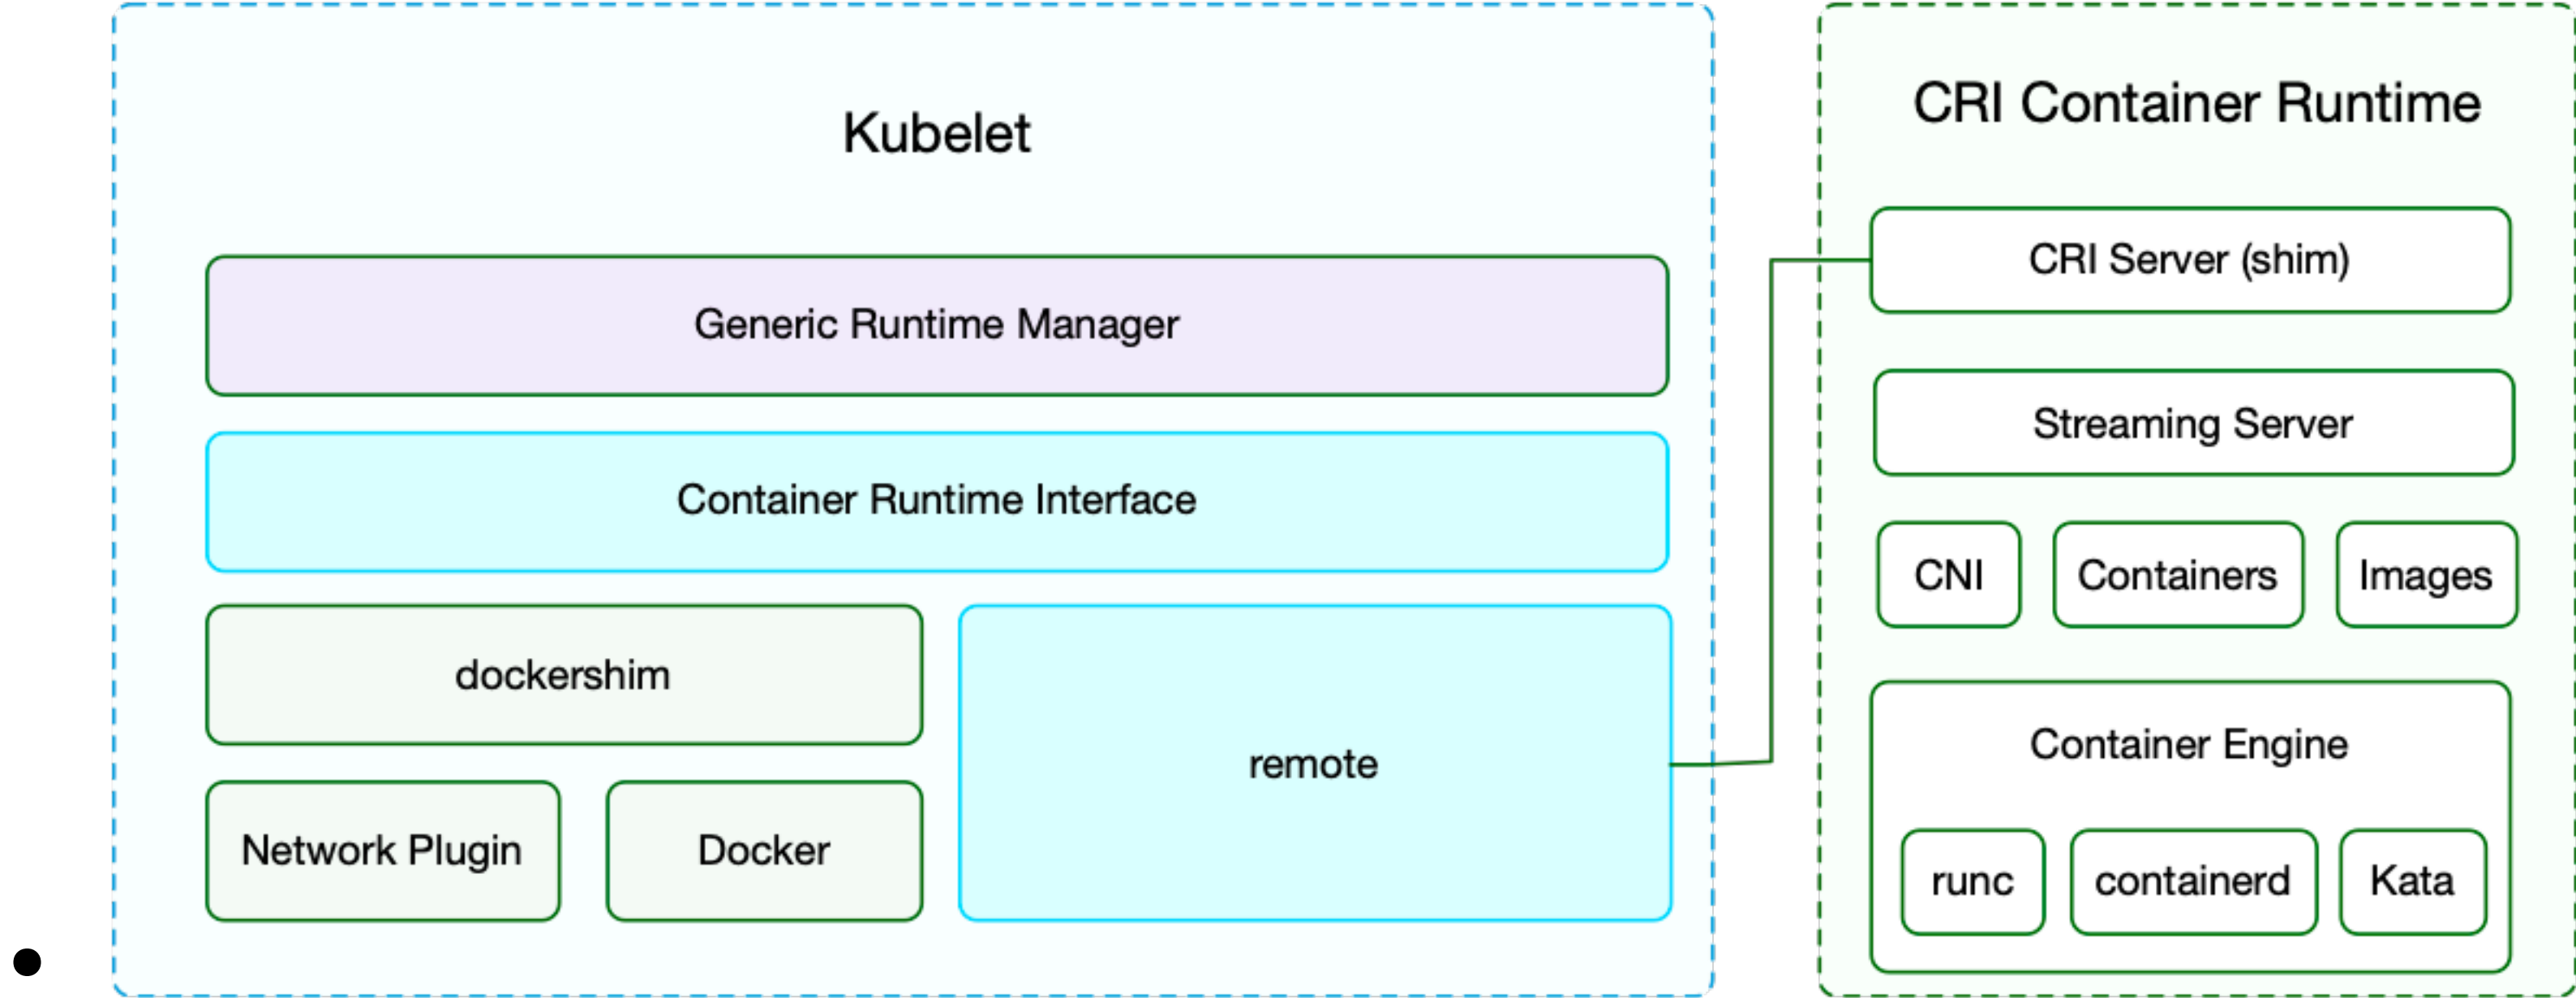 Kubelet
Generic Runtime Manager
Container Runtime Interface
dockershim
remote
Network Plugin
Docker
CRI Container Runtime
CRI Server (shim)
Streaming Server
CNI
Containers
Images
Container Engine
runc
containerd
Kata